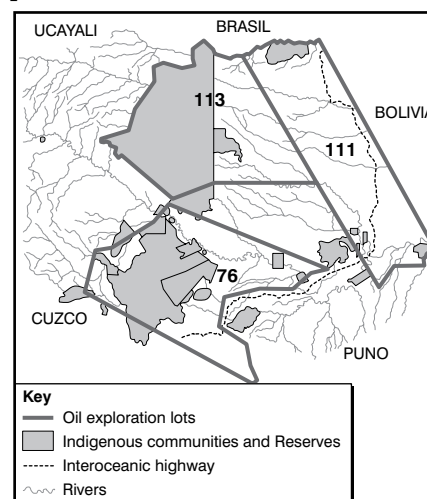 UCAYALI
BRASIL
113
BOLIVIA
111
76
CUZCO
PUNO
Key
Oil exploration lots
Indigenous communities and Reserves
Interoceanic highway
Rivers